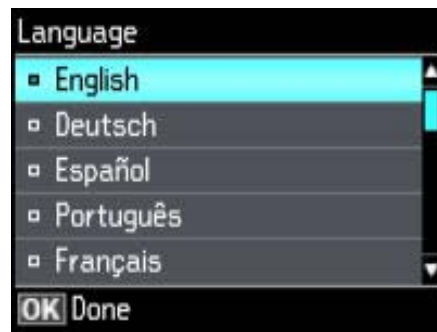 Language
English
Deutsch
Español
Português
Français
OK Done